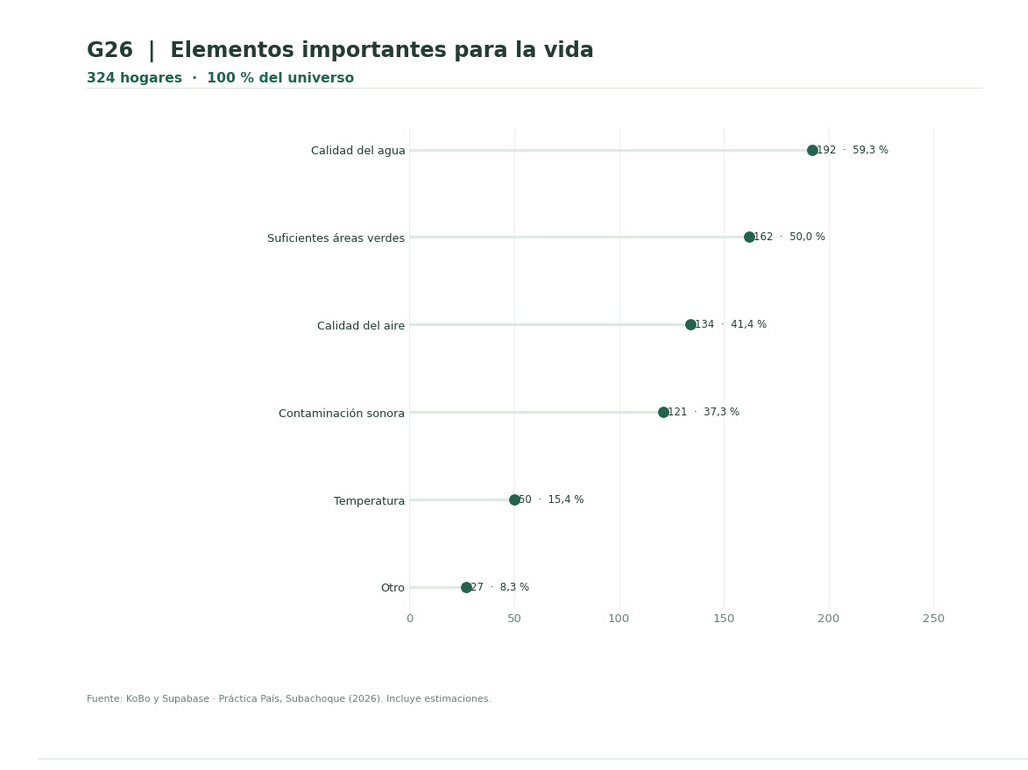 G26 | Elementos importantes para la vida
324 hogares · 100 % del universo
Calidad del agua 192 · 59,3 %
Suficientes áreas verdes 162 · 50,0 %
Calidad del aire 134 · 41,4 %
Contaminación sonora 121 · 37,3 %
Temperatura 50 · 15,4 %
Otro 27 · 8,3 %
0 50 100 150 200 250
Fuente: KoBo y Supabase · Práctica País, Subachoque (2026). Incluye estimaciones.